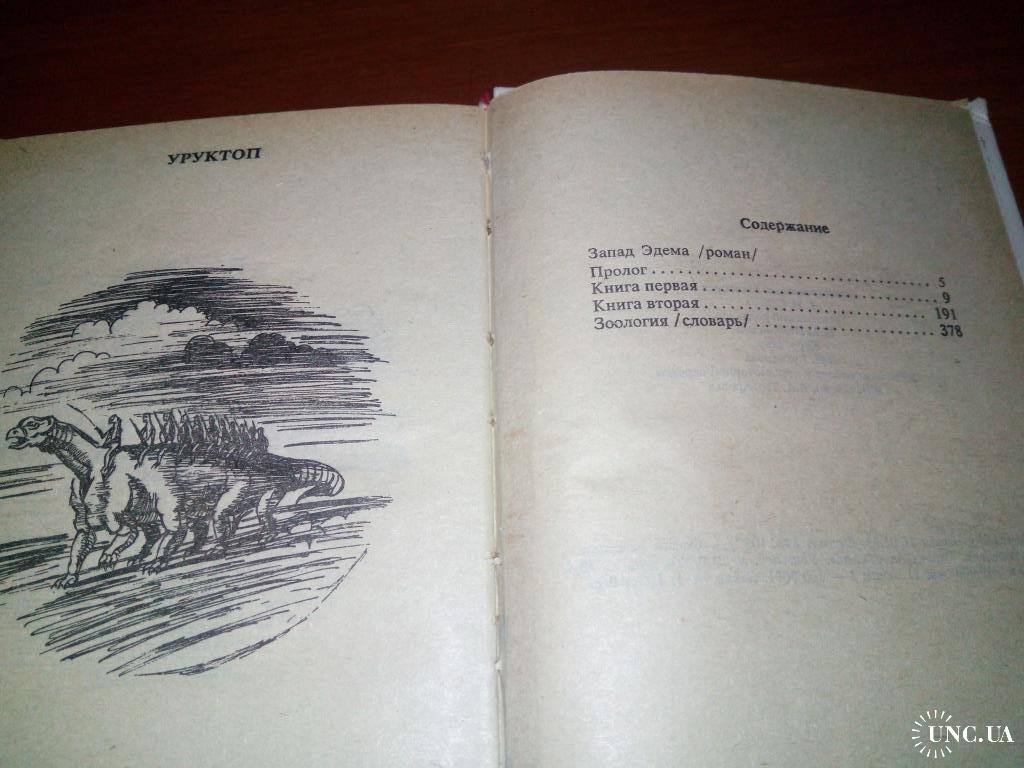 УРУКТОП
Содержание
Запад Эдема /роман/
Пролог........................................ 5
Книга первая................................ 9
Книга вторая................................ 191
Зоология /словарь/......................... 378
UNC.UA